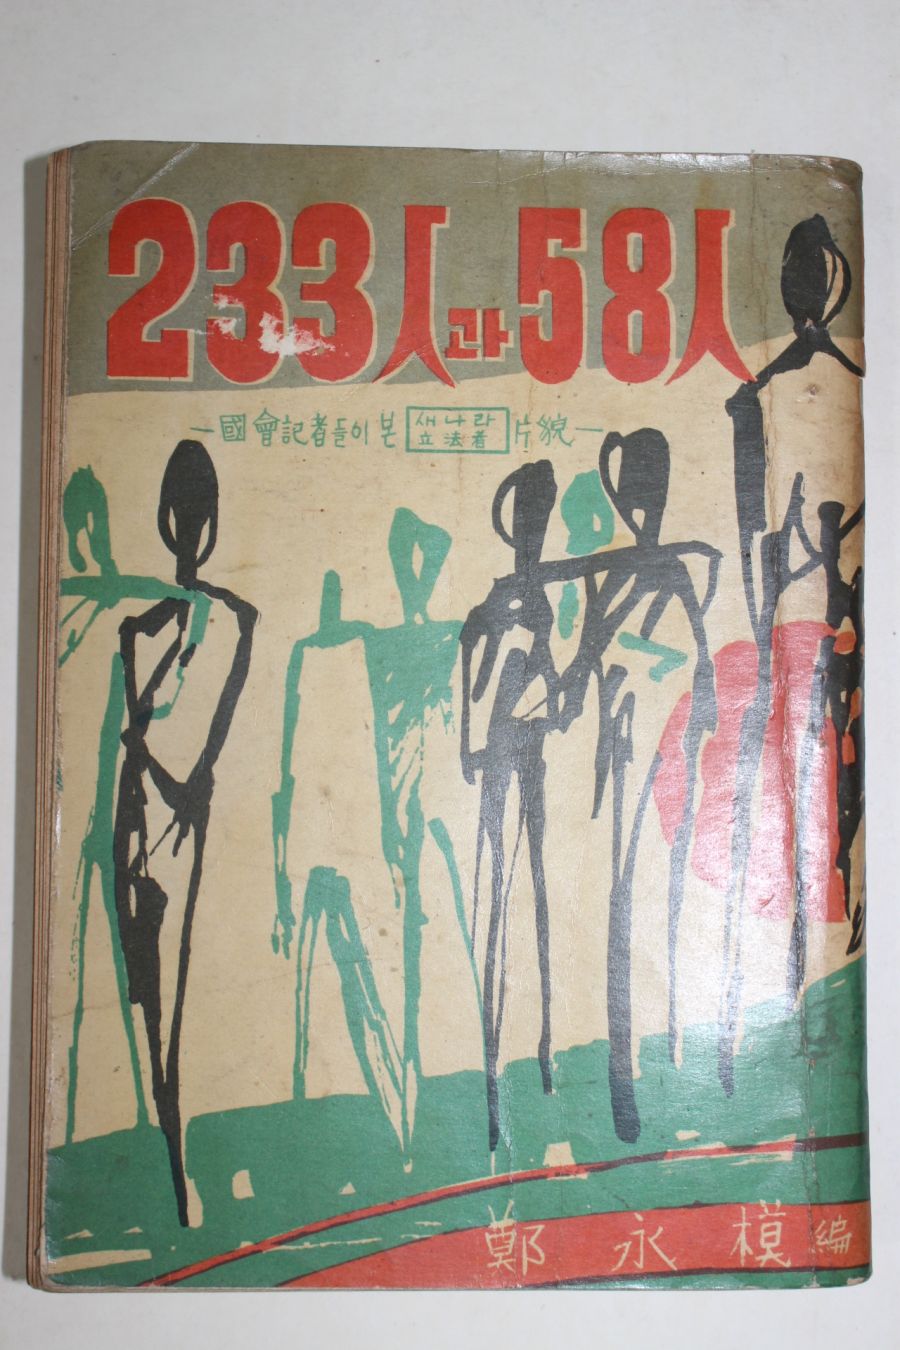 233人과58人
—國會記者들이 본 새나라 立法者 片貌—
鄭永模 編